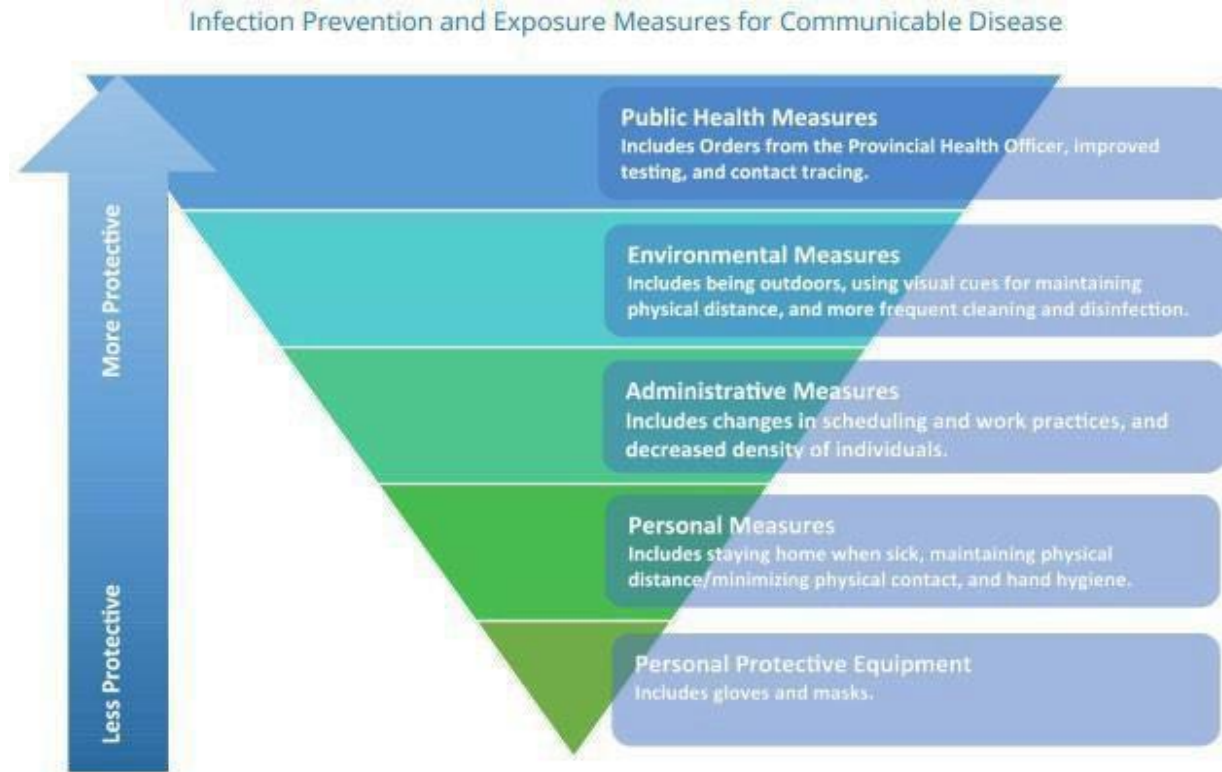 Infection Prevention and Exposure Measures for Communicable Disease
More Protective
Less Protective
Public Health Measures
Includes Orders from the Provincial Health Officer, improved
testing, and contact tracing.
Environmental Measures
Includes being outdoors, using visual cues for maintaining
physical distance, and more frequent cleaning and disinfection.
Administrative Measures
Includes changes in scheduling and work practices, and
decreased density of individuals.
Personal Measures
Includes staying home when sick, maintaining physical
distance/minimizing physical contact, and hand hygiene.
Personal Protective Equipment
Includes gloves and masks.